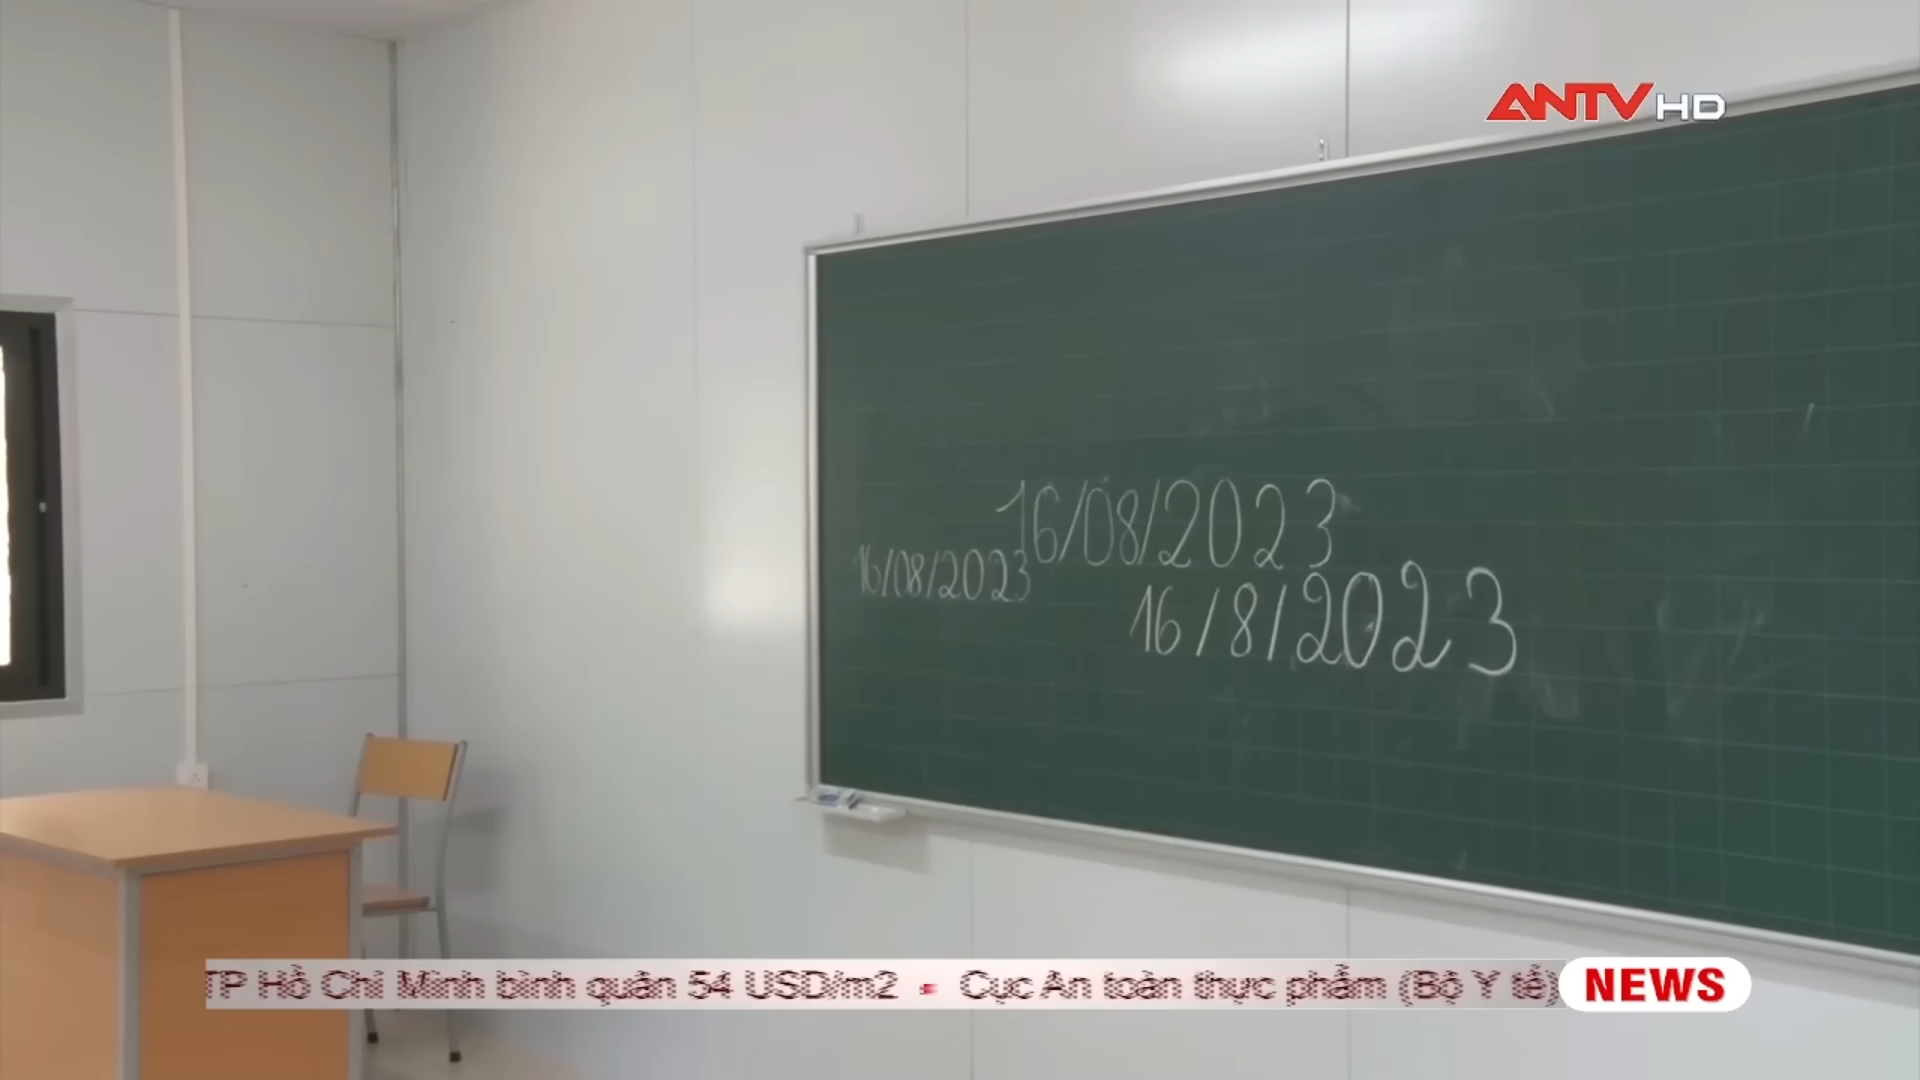 ANTV HD
16/08/2023
16/08/2023
16/8/2023
TP Hồ Chí Minh bình quân 54 USD/m2 - Cục An toàn thực phẩm (Bộ Y tế)
NEWS